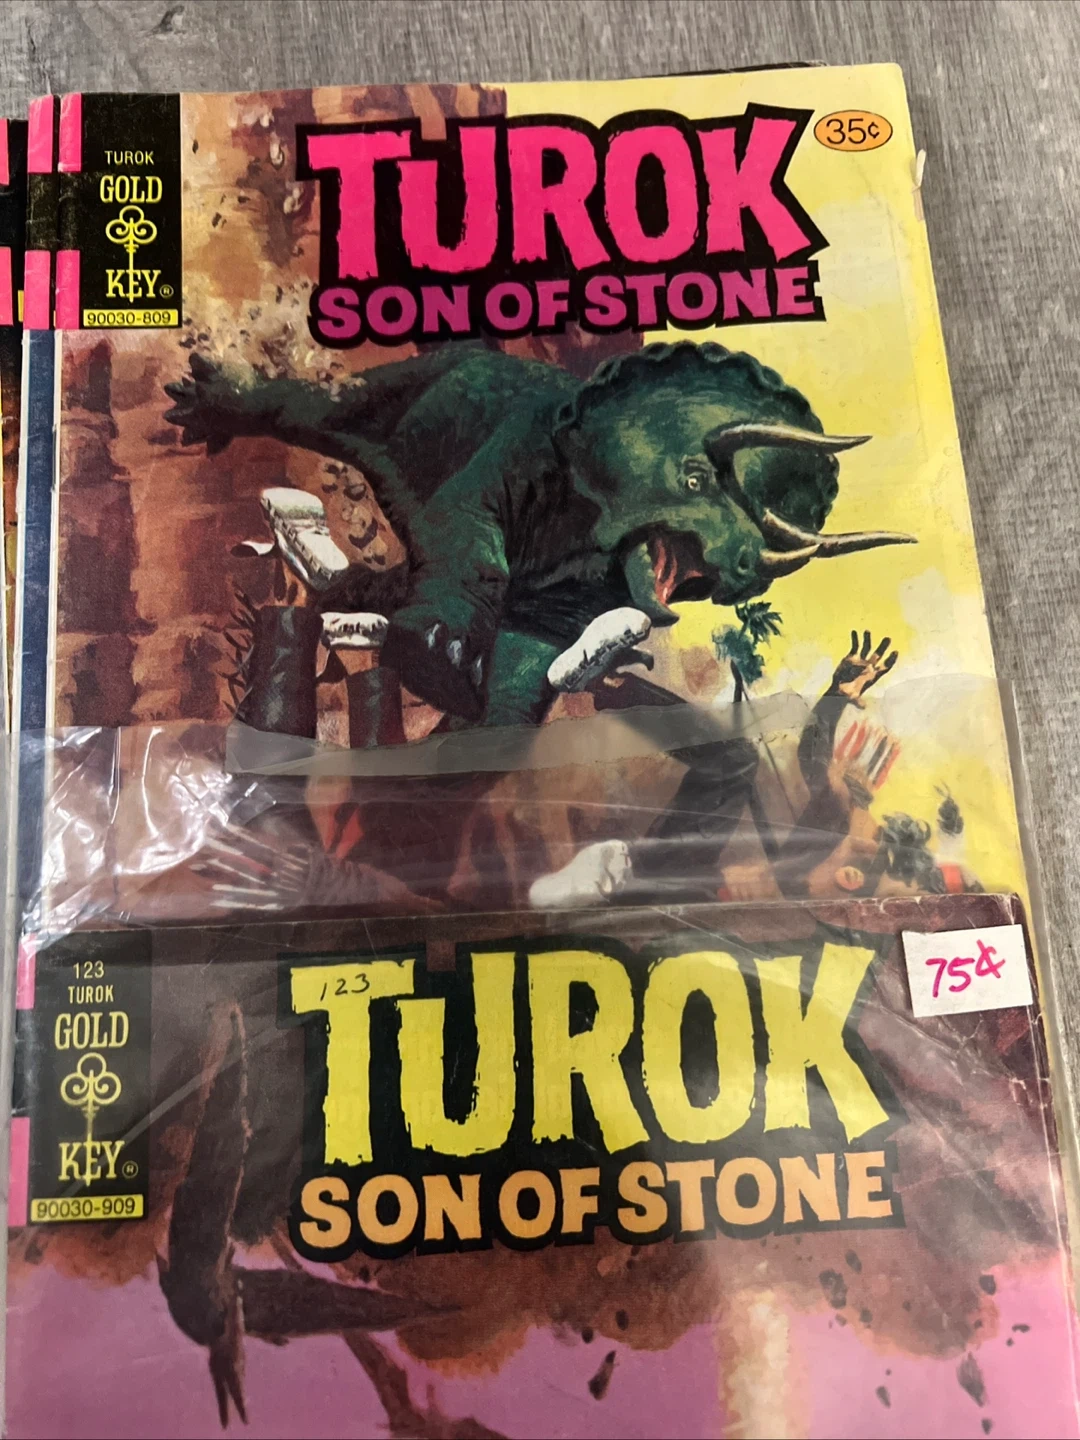 TUROK
GOLD
KEY®
90030-809
TUROK
SON OF STONE
35¢
123
TUROK
GOLD
KEY®
90030-909
123
TUROK
SON OF STONE
75¢